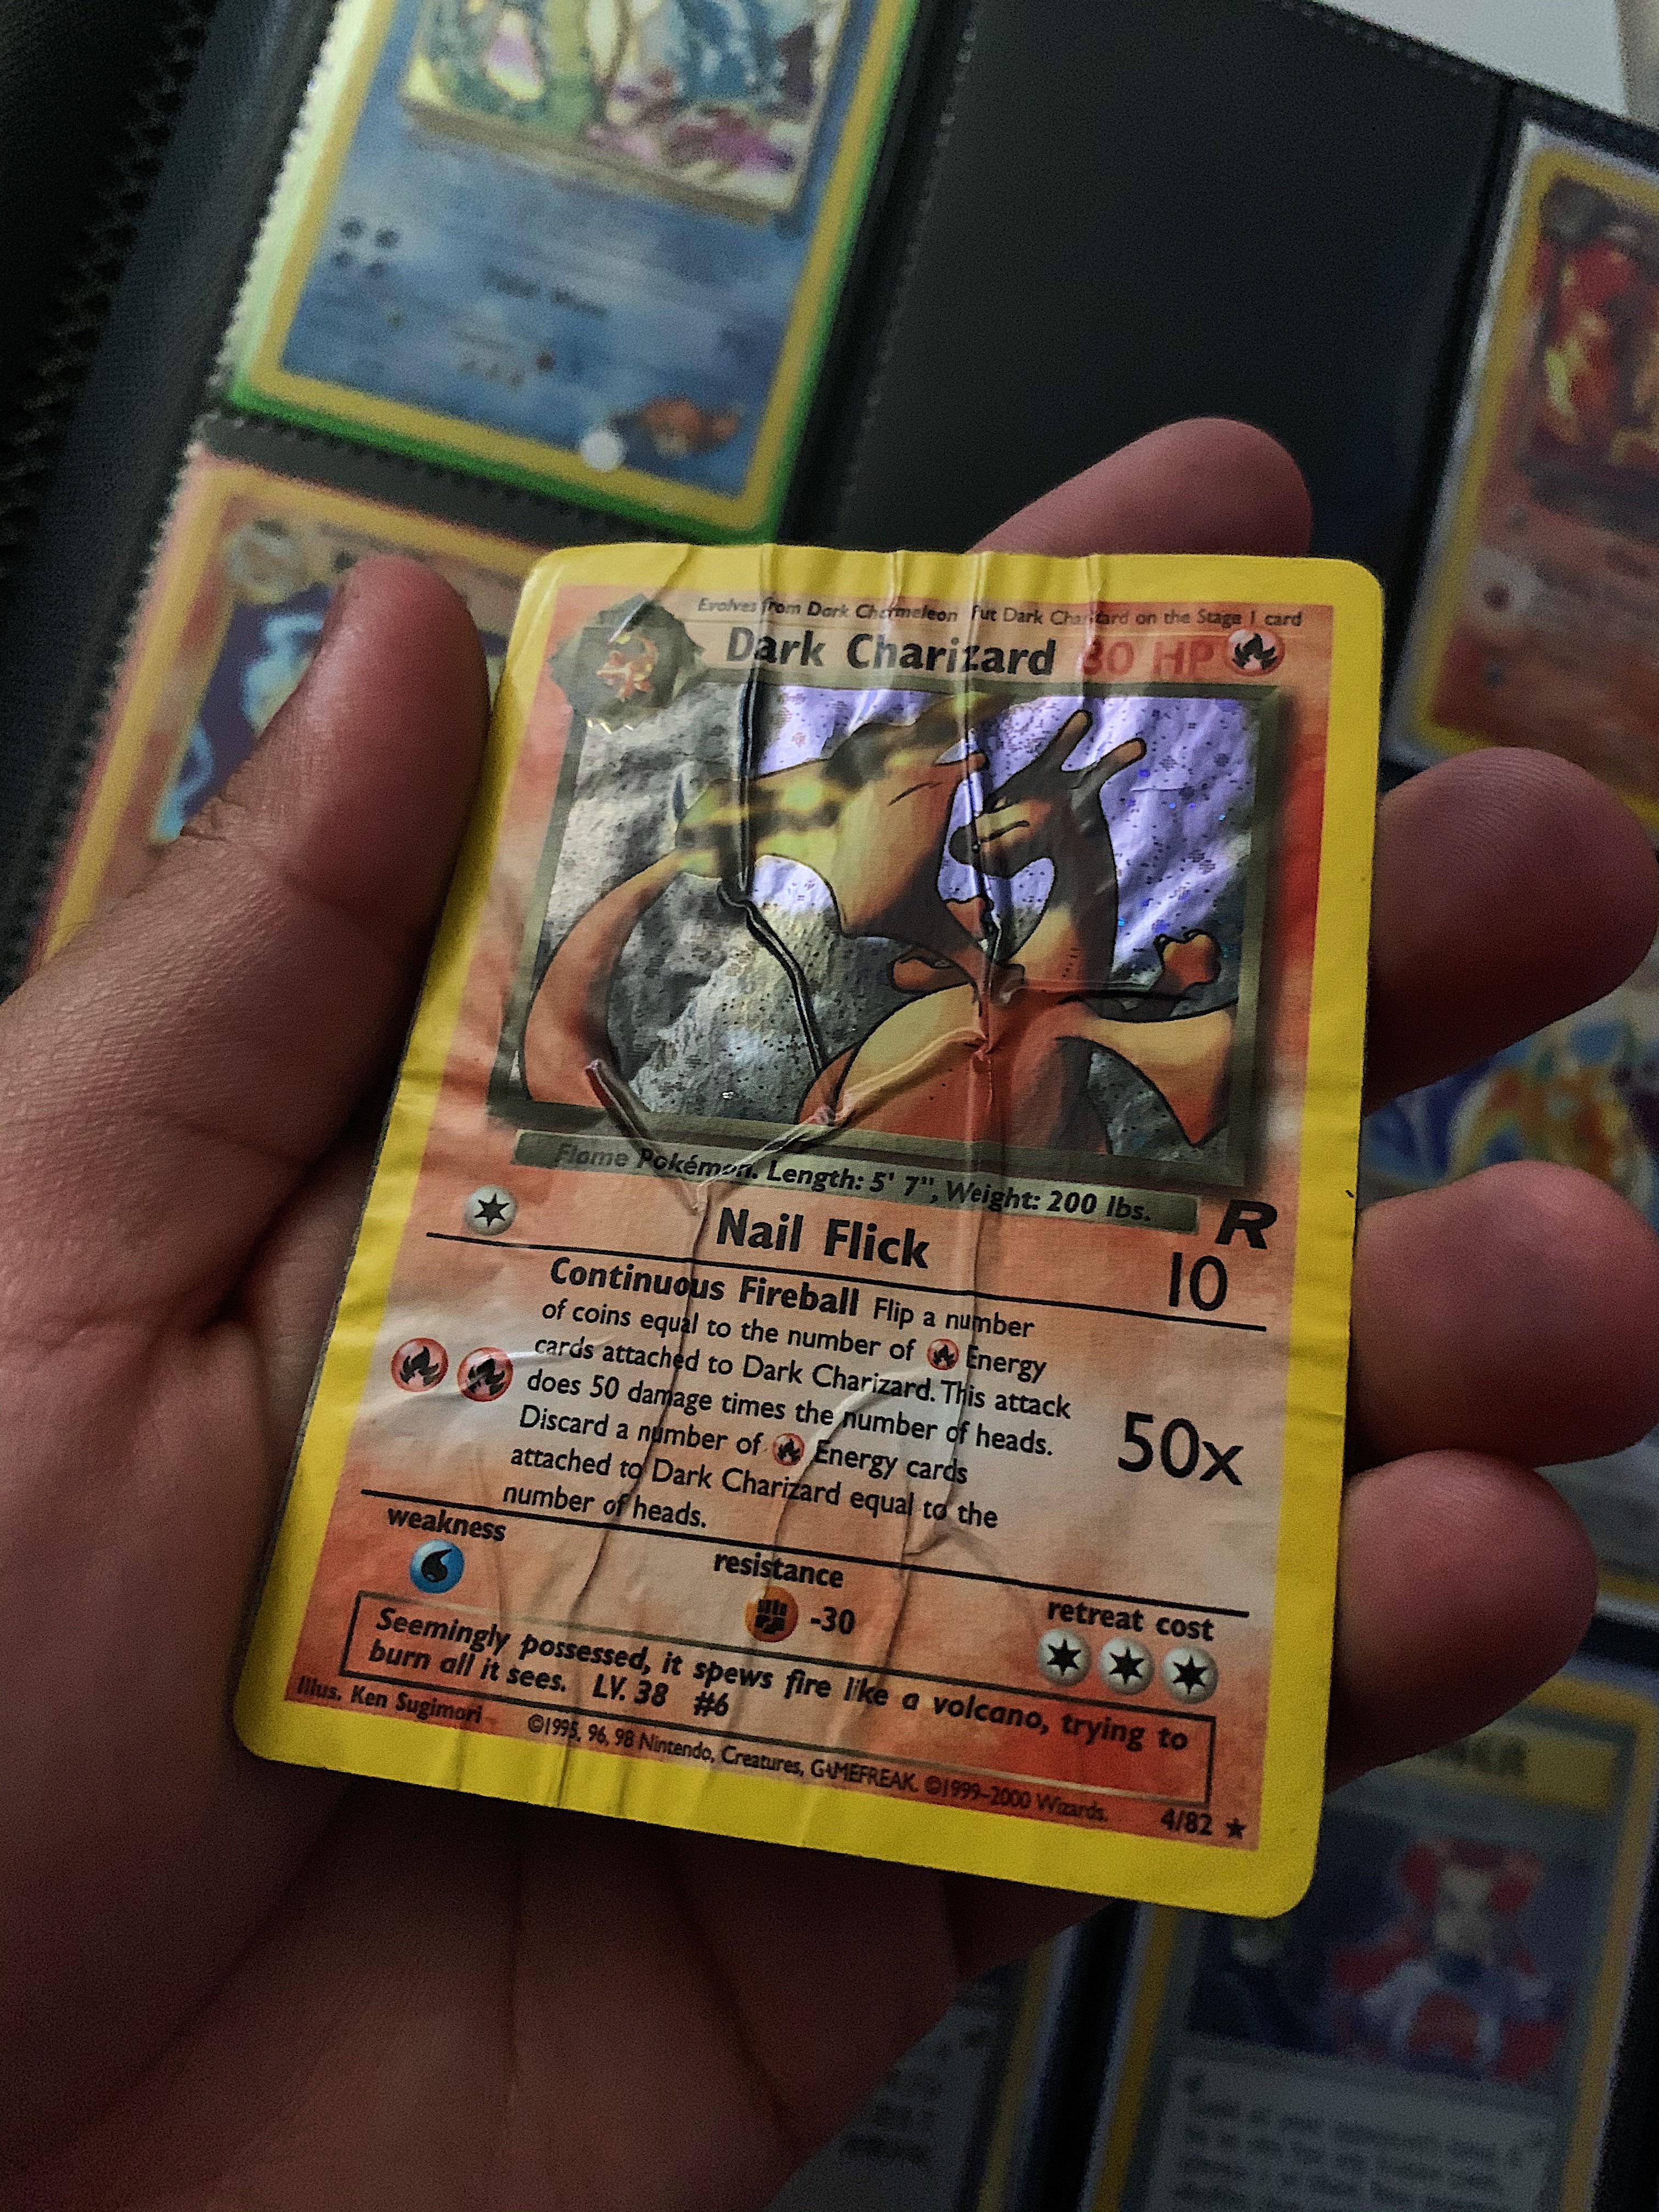 Evolves from Dark Charmeleon Put Dark Charizard on the Stage 1 card
Dark Charizard 80 HP
Flame Pokémon. Length: 5' 7", Weight: 200 lbs.
R
Nail Flick 10
Continuous Fireball Flip a number
of coins equal to the number of Energy
cards attached to Dark Charizard. This attack
does 50 damage times the number of heads.
Discard a number of Energy cards
attached to Dark Charizard equal to the
number of heads.
50x
weakness
resistance
-30
retreat cost
Seemingly possessed, it spews fire like a volcano, trying to
burn all it sees. LV. 38 #6
Illus. Ken Sugimori
©1995, 96, 98 Nintendo, Creatures, GAMEFREAK. ©1999-2000 Wizards.
4/82 ★